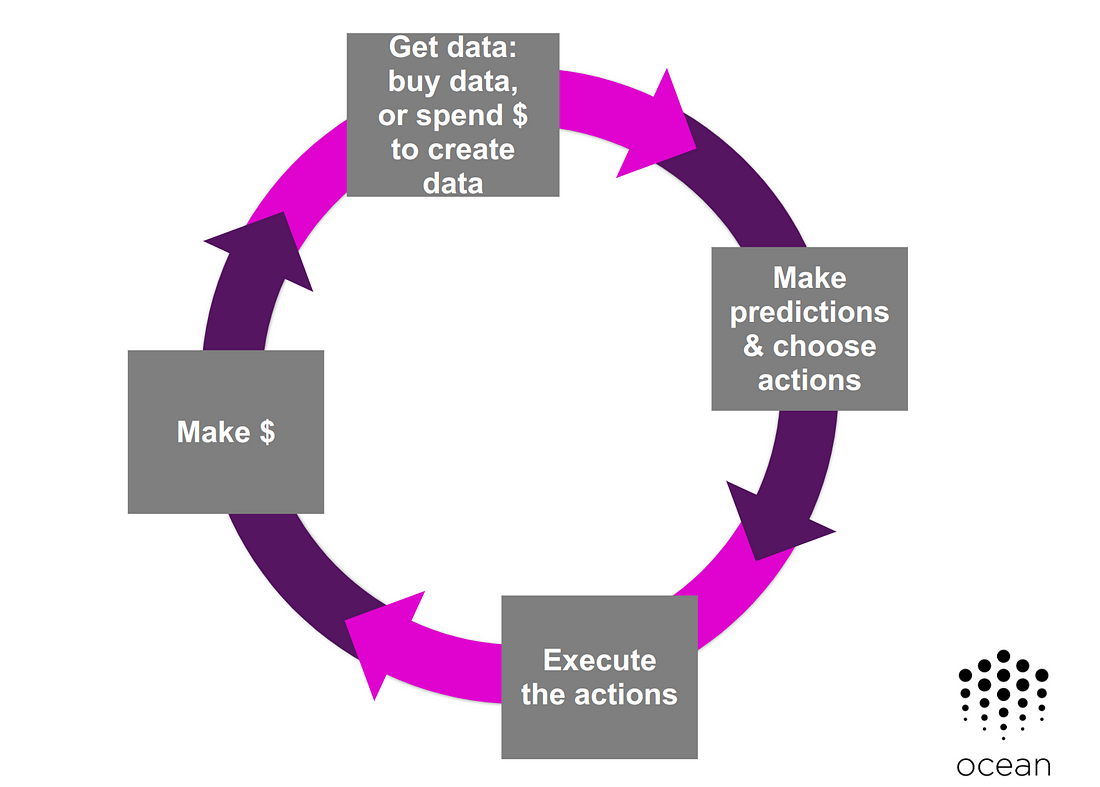 Get data:
buy data,
or spend $
to create
data
Make
predictions
& choose
actions
Execute
the actions
Make $
ocean